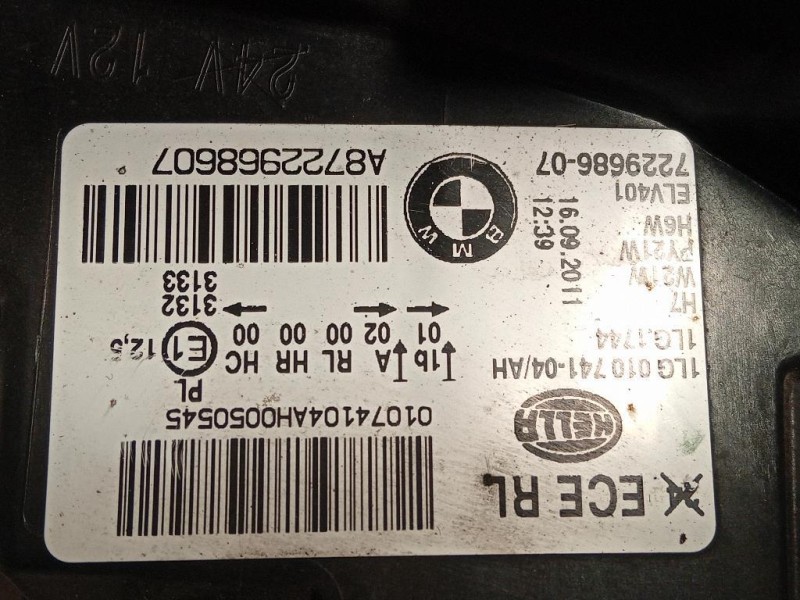 ECE RL
HELLA
01074104AH0050545
1LG 010 741-04/AH
1LG.1744
PL
1b A RL HR HC E1 12,5
01 02 00 00 00
3132
3133
H7
W21W
PY21W
H6W
ELV401
16.09.2011
12:39
BMW
7229686-07
A8722968607
24V 12V